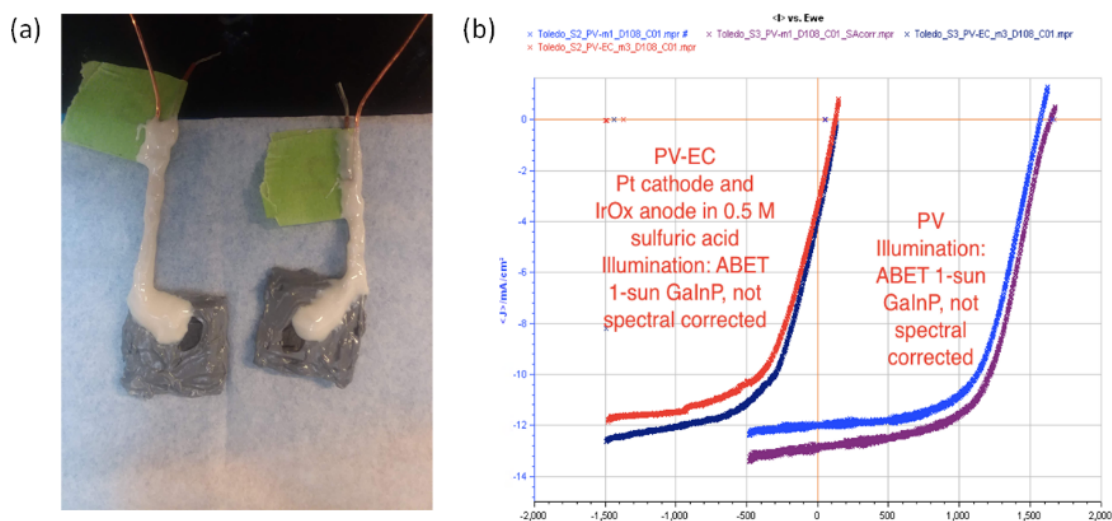 (a)
(b)
<I> vs. Ewe
× Toledo_S2_PV-m1_D108_C01.mpr # × Toledo_S3_PV-m1_D108_C01_SAcorr.mpr × Toledo_S3_PV-EC_m3_D108_C01.mpr
× Toledo_S2_PV-EC_m3_D108_C01.mpr
<J>/mA/cm²
0
-2
-4
-6
-8
-10
-12
-14
PV-EC
Pt cathode and
IrOx anode in 0.5 M
sulfuric acid
Illumination: ABET
1-sun GaInP, not
spectral corrected
PV
Illumination:
ABET 1-sun
GaInP, not
spectral
corrected
-2,000 -1,500 -1,000 -500 0 500 1,000 1,500 2,000